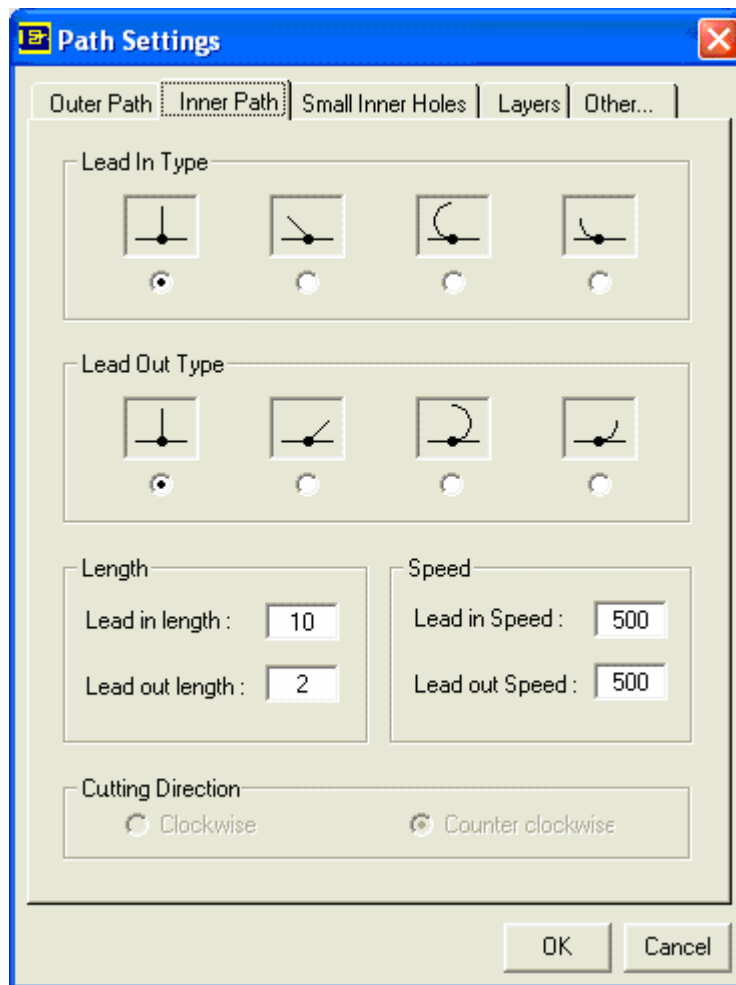 Path Settings
Outer Path Inner Path Small Inner Holes Layers Other...
Lead In Type
Lead Out Type
Length
Lead in length : 10
Lead out length : 2
Speed
Lead in Speed : 500
Lead out Speed : 500
Cutting Direction
Clockwise Counter clockwise
OK Cancel